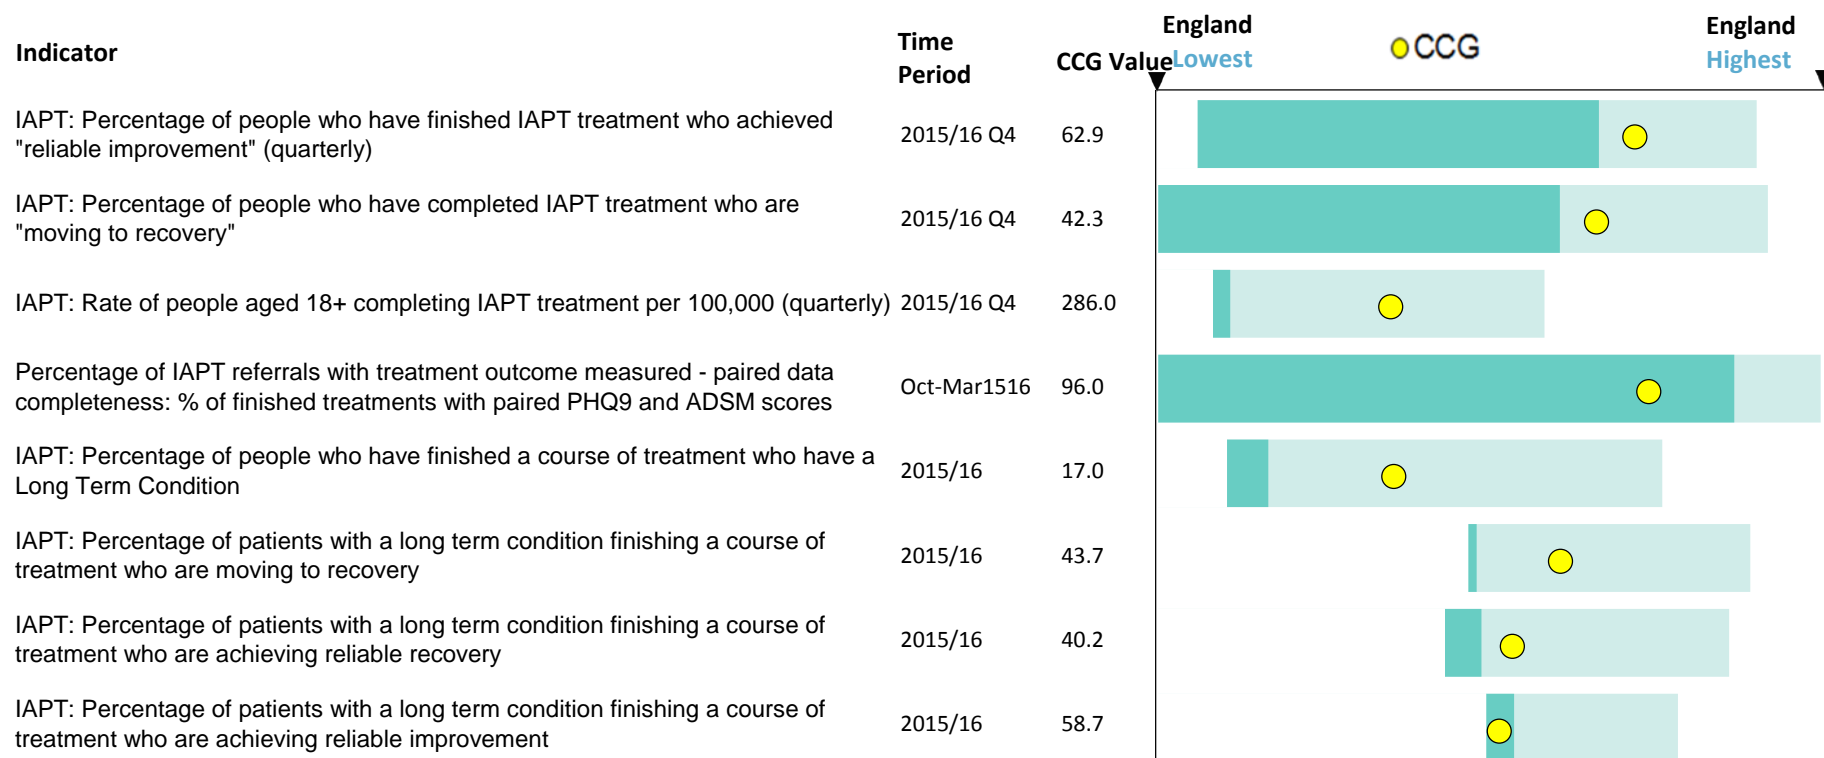 Indicator
Time
Period
CCG Value
England
Lowest
CCG
England
Highest
IAPT: Percentage of people who have finished IAPT treatment who achieved
"reliable improvement" (quarterly)
2015/16 Q4
62.9
IAPT: Percentage of people who have completed IAPT treatment who are
"moving to recovery"
2015/16 Q4
42.3
IAPT: Rate of people aged 18+ completing IAPT treatment per 100,000 (quarterly)
2015/16 Q4
286.0
Percentage of IAPT referrals with treatment outcome measured - paired data
completeness: % of finished treatments with paired PHQ9 and ADSM scores
Oct-Mar1516
96.0
IAPT: Percentage of people who have finished a course of treatment who have a
Long Term Condition
2015/16
17.0
IAPT: Percentage of patients with a long term condition finishing a course of
treatment who are moving to recovery
2015/16
43.7
IAPT: Percentage of patients with a long term condition finishing a course of
treatment who are achieving reliable recovery
2015/16
40.2
IAPT: Percentage of patients with a long term condition finishing a course of
treatment who are achieving reliable improvement
2015/16
58.7